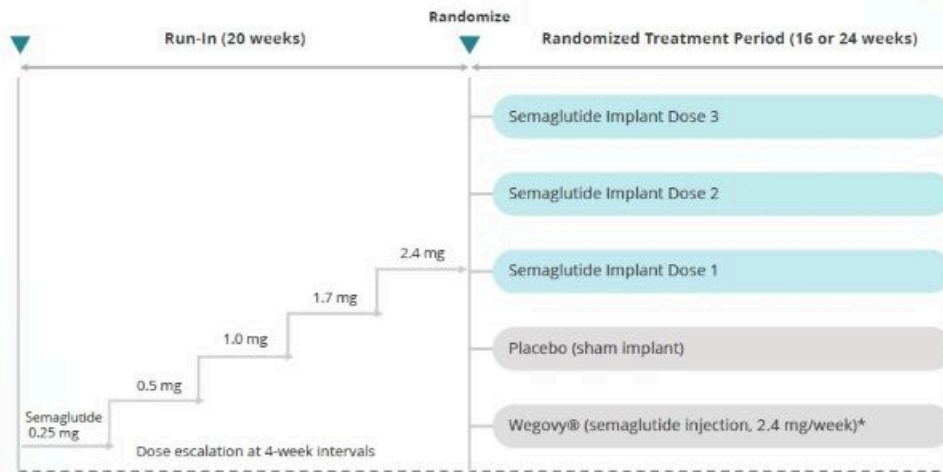 Randomize
Run-In (20 weeks)
Randomized Treatment Period (16 or 24 weeks)
Semaglutide Implant Dose 3
Semaglutide Implant Dose 2
Semaglutide Implant Dose 1
Placebo (sham implant)
Wegovy® (semaglutide injection, 2.4 mg/week)*
2.4 mg
1.7 mg
1.0 mg
0.5 mg
Semaglutide
0.25 mg
Dose escalation at 4-week intervals